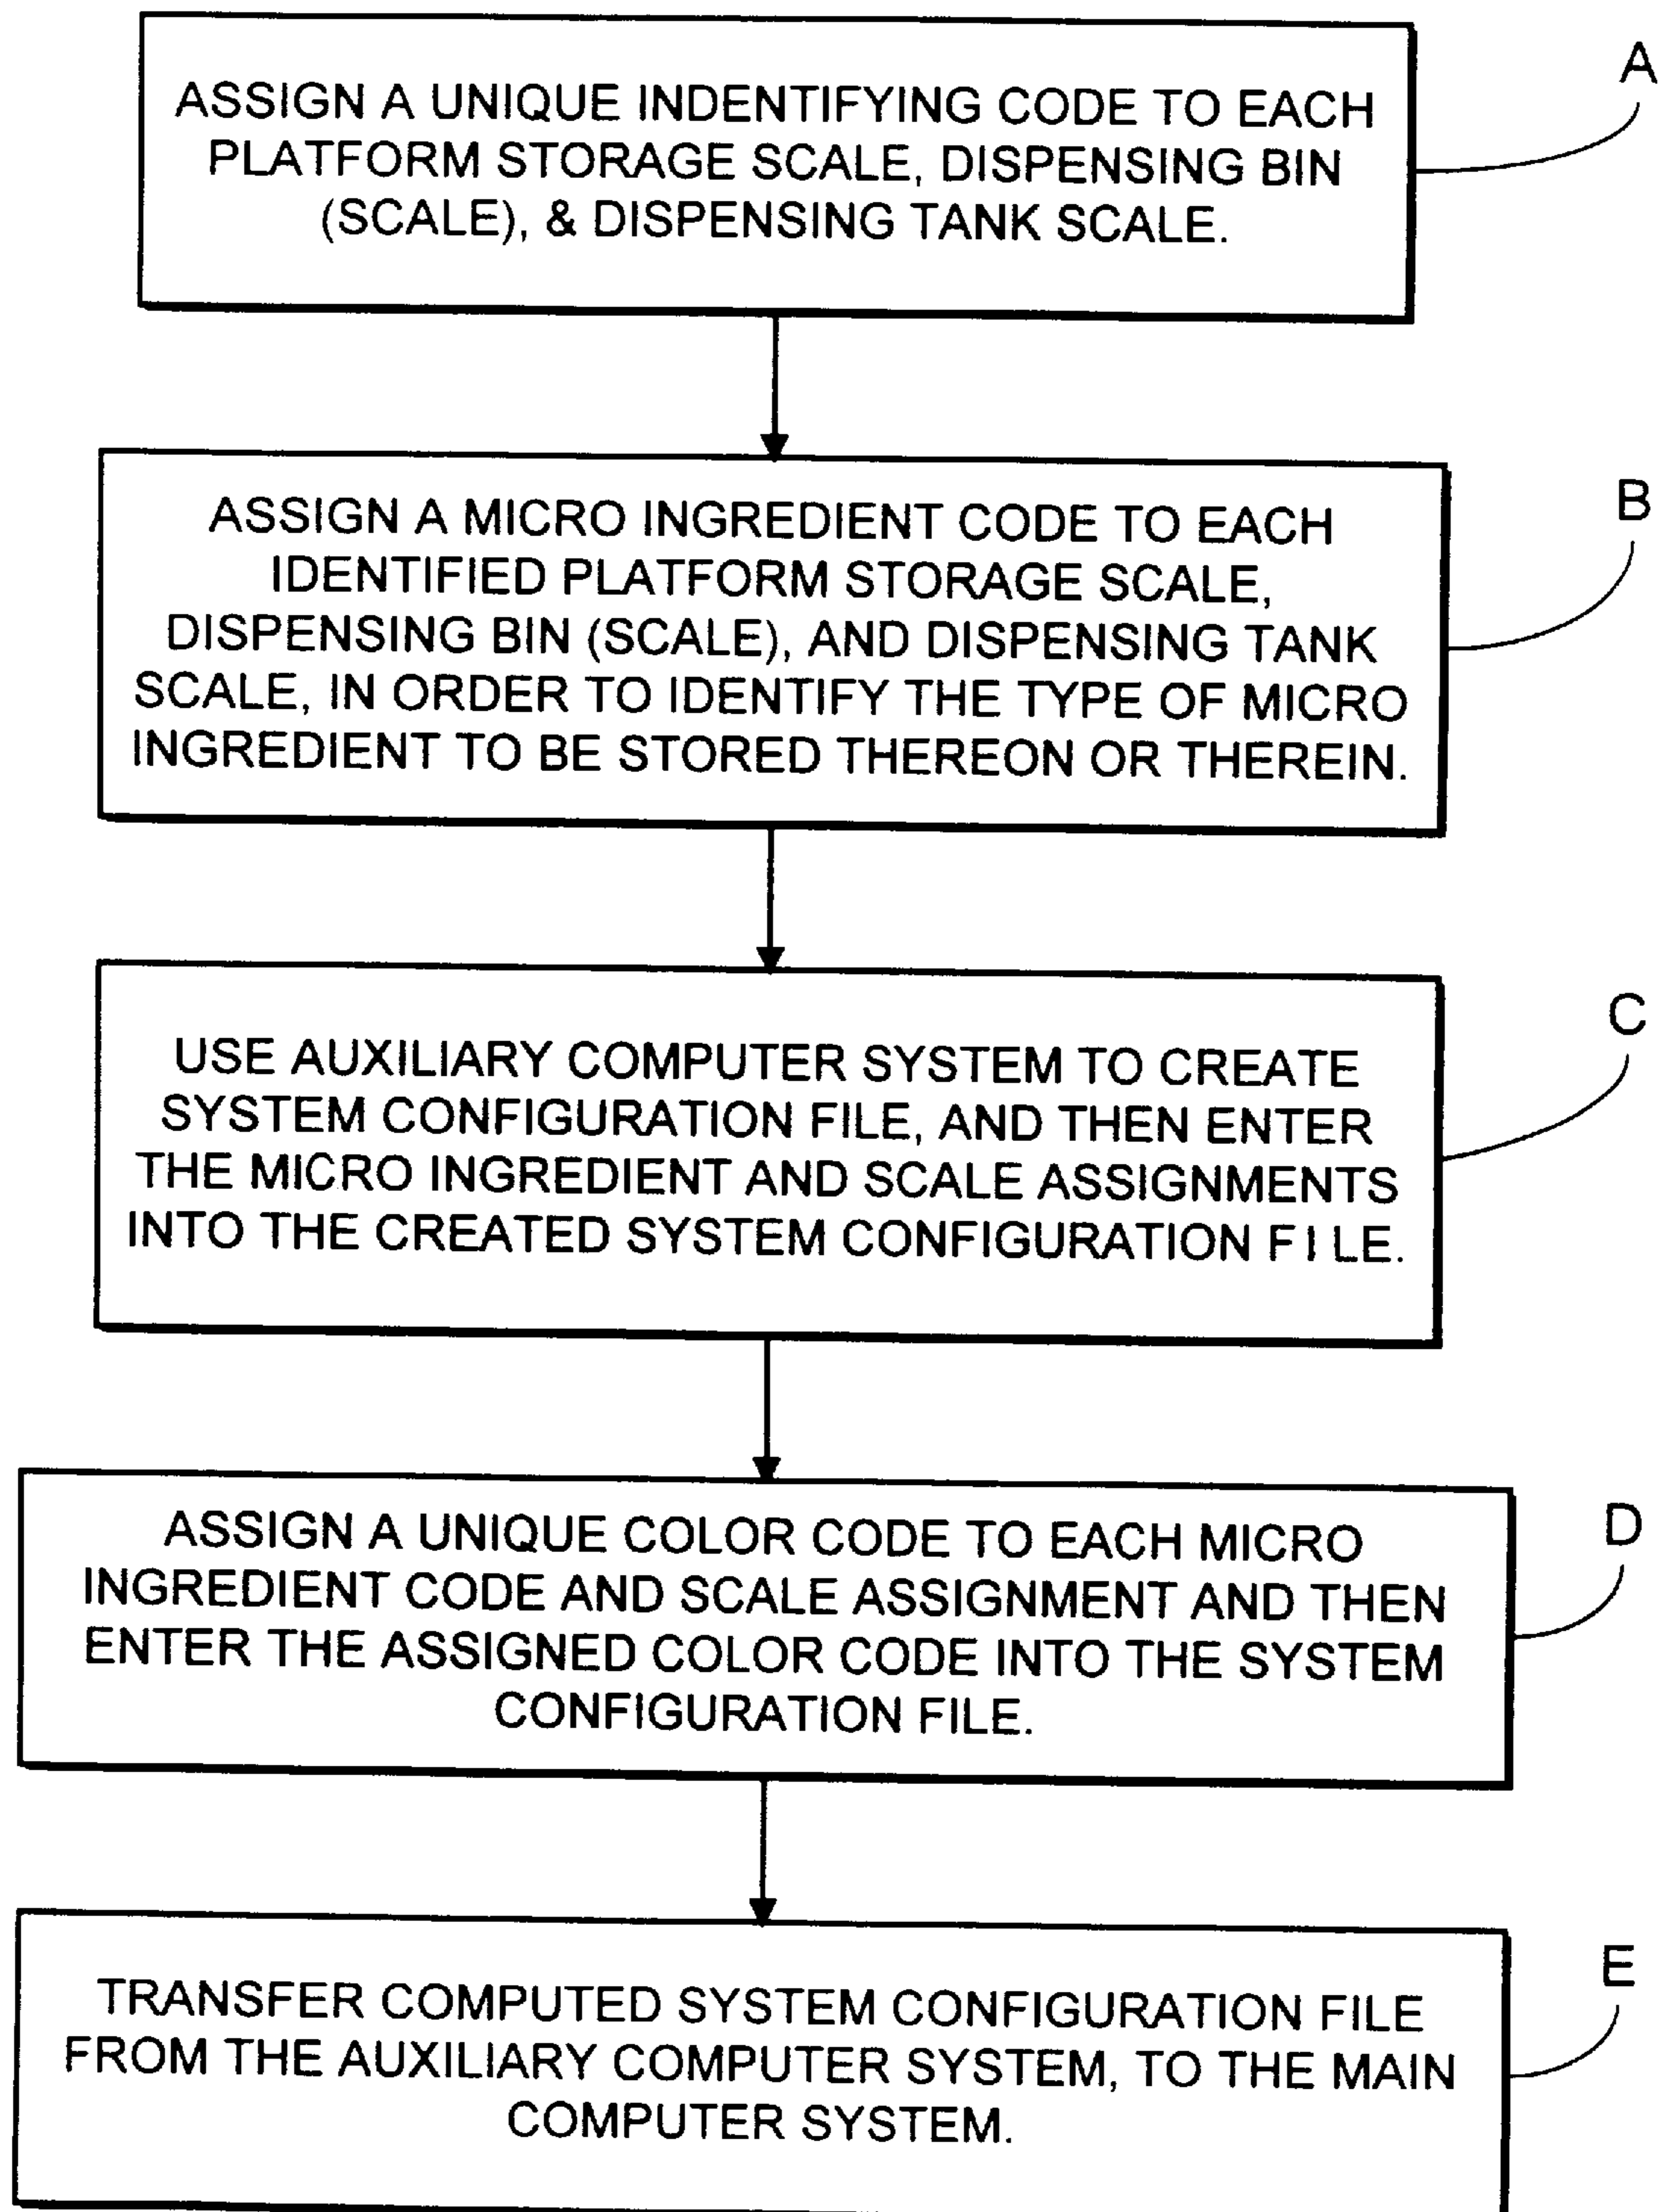 ASSIGN A UNIQUE INDENTIFYING CODE TO EACH
PLATFORM STORAGE SCALE, DISPENSING BIN
(SCALE), & DISPENSING TANK SCALE.
A
ASSIGN A MICRO INGREDIENT CODE TO EACH
IDENTIFIED PLATFORM STORAGE SCALE,
DISPENSING BIN (SCALE), AND DISPENSING TANK
SCALE, IN ORDER TO IDENTIFY THE TYPE OF MICRO
INGREDIENT TO BE STORED THEREON OR THEREIN.
B
USE AUXILIARY COMPUTER SYSTEM TO CREATE
SYSTEM CONFIGURATION FILE, AND THEN ENTER
THE MICRO INGREDIENT AND SCALE ASSIGNMENTS
INTO THE CREATED SYSTEM CONFIGURATION FILE.
C
ASSIGN A UNIQUE COLOR CODE TO EACH MICRO
INGREDIENT CODE AND SCALE ASSIGNMENT AND THEN
ENTER THE ASSIGNED COLOR CODE INTO THE SYSTEM
CONFIGURATION FILE.
D
TRANSFER COMPUTED SYSTEM CONFIGURATION FILE
FROM THE AUXILIARY COMPUTER SYSTEM, TO THE MAIN
COMPUTER SYSTEM.
E